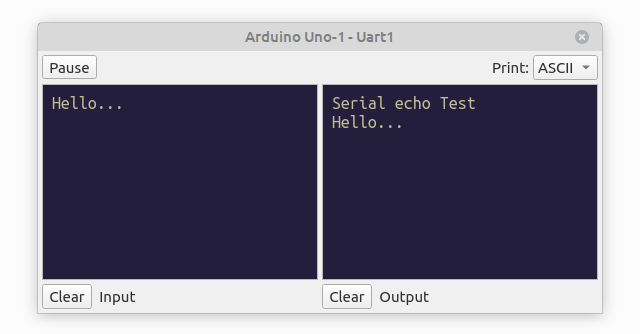 Arduino Uno-1 - Uart1
Pause
Print: ASCII
Hello...
Serial echo Test
Hello...
Clear Input
Clear Output